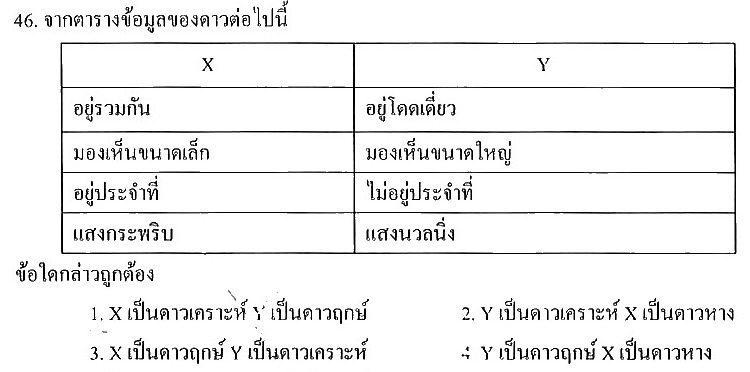 46. จากตารางข้อมูลของดาวต่อไปนี้
X Y
อยู่รวมกัน อยู่โดดเดี่ยว
มองเห็นขนาดเล็ก มองเห็นขนาดใหญ่
อยู่ประจำที่ ไม่อยู่ประจำที่
แสงกระพริบ แสงนวลนิ่ง
ข้อใดกล่าวถูกต้อง
1. X เป็นดาวเคราะห์ Y เป็นดาวฤกษ์ 2. Y เป็นดาวเคราะห์ X เป็นดาวหาง
3. X เป็นดาวฤกษ์ Y เป็นดาวเคราะห์ 4 Y เป็นดาวฤกษ์ X เป็นดาวหาง